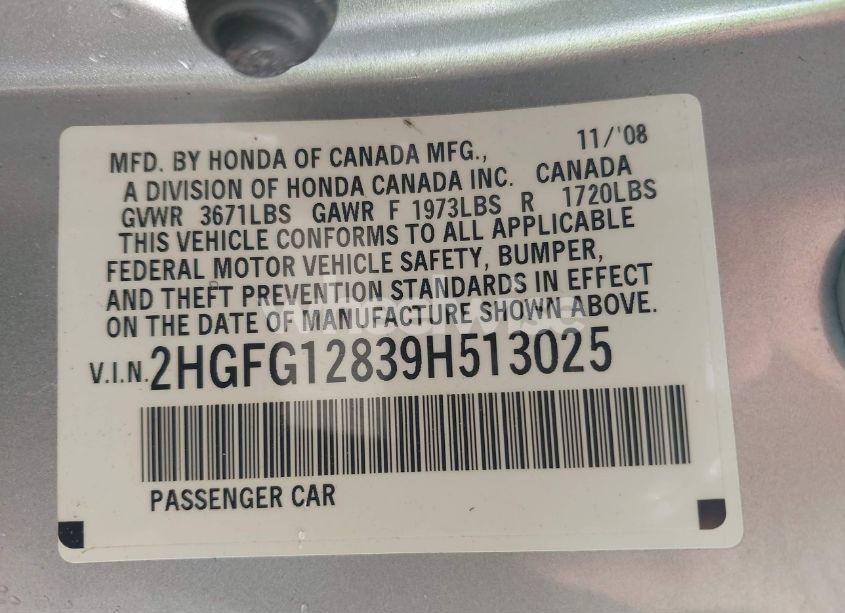 11/'08
MFD. BY HONDA OF CANADA MFG.,
A DIVISION OF HONDA CANADA INC. CANADA
GVWR 3671LBS GAWR F 1973LBS R 1720LBS
THIS VEHICLE CONFORMS TO ALL APPLICABLE
FEDERAL MOTOR VEHICLE SAFETY, BUMPER,
AND THEFT PREVENTION STANDARDS IN EFFECT
ON THE DATE OF MANUFACTURE SHOWN ABOVE.
V.I.N. 2HGFG12839H513025
PASSENGER CAR